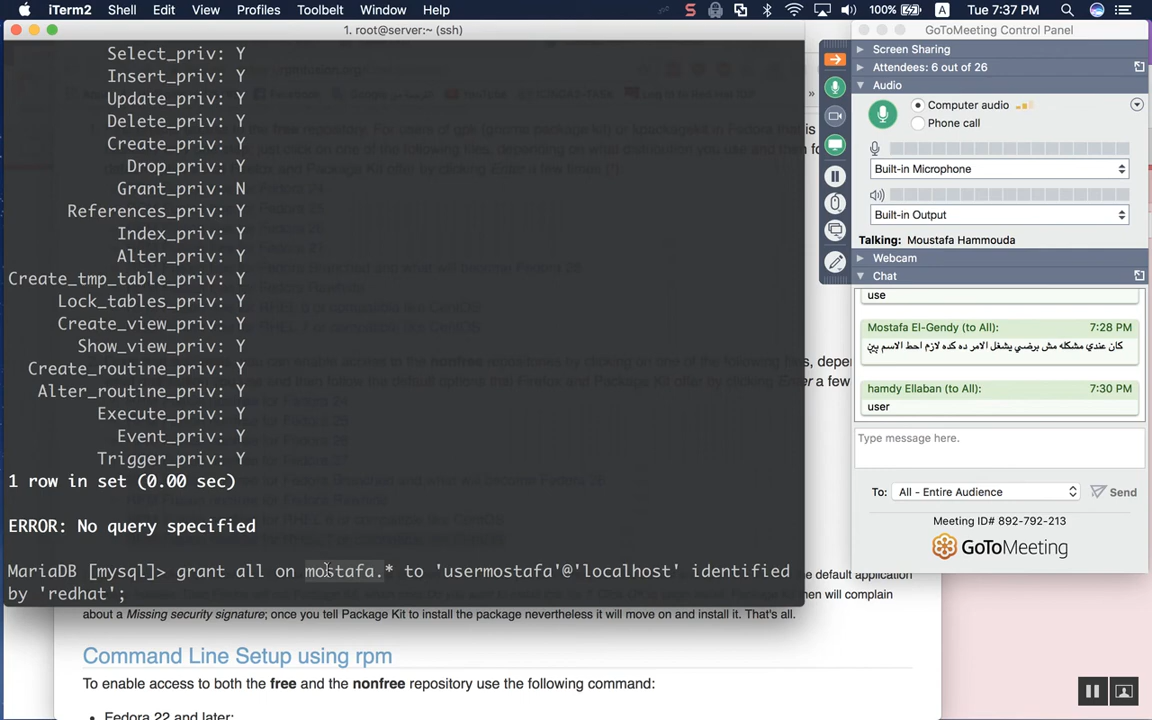 iTerm2 Shell Edit View Profiles Toolbelt Window Help
100% A Tue 7:37 PM
1. root@server:~ (ssh)
Select_priv: Y
Insert_priv: Y
Update_priv: Y
Delete_priv: Y
Create_priv: Y
Drop_priv: Y
Grant_priv: N
References_priv: Y
Index_priv: Y
Alter_priv: Y
Create_tmp_table_priv: Y
Lock_tables_priv: Y
Create_view_priv: Y
Show_view_priv: Y
Create_routine_priv: Y
Alter_routine_priv: Y
Execute_priv: Y
Event_priv: Y
Trigger_priv: Y
1 row in set (0.00 sec)
ERROR: No query specified
MariaDB [mysql]> grant all on mostafa.* to 'usermostafa'@'localhost' identified
by 'redhat';
the default application
then will complain
about a Missing security signature; once you tell Package Kit to install the package nevertheless it will move on and install it. That's all.
Command Line Setup using rpm
To enable access to both the free and the nonfree repository use the following command:
• Fedora 22 and later:
GoToMeeting Control Panel
Screen Sharing
Attendees: 6 out of 26
Audio
Computer audio
Phone call
Built-in Microphone
Built-in Output
Talking: Moustafa Hammouda
Webcam
Chat
use
Mostafa El-Gendy (to All): 7:28 PM
كان عندي مشكله مش برضي يشغل الامر ده كده لازم احط الاسم بين
hamdy Ellaban (to All): 7:30 PM
user
Type message here.
To: All - Entire Audience Send
Meeting ID# 892-792-213
GoToMeeting